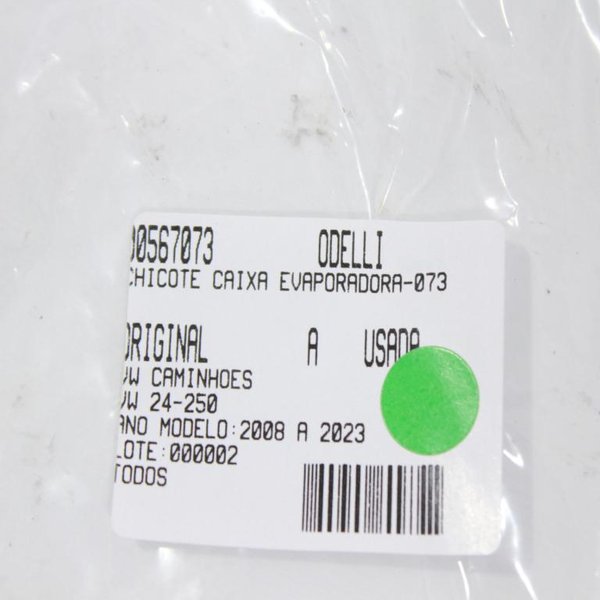 00567073 ODELLI
CHICOTE CAIXA EVAPORADORA-073
ORIGINAL A USADA
VW CAMINHOES
VW 24-250
ANO MODELO:2008 A 2023
LOTE:000002
TODOS